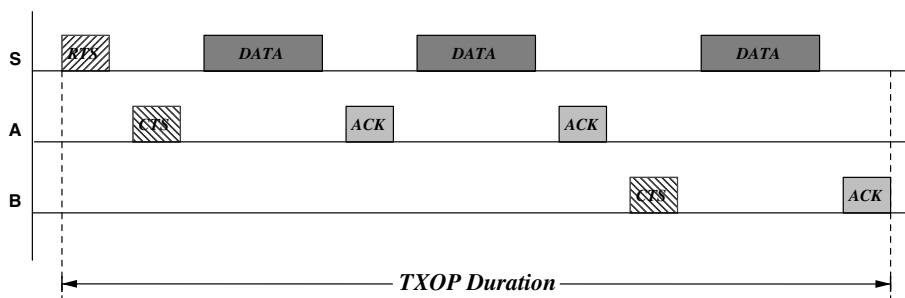 S RTS DATA DATA DATA
A CTS ACK ACK
B CTS ACK
TXOP Duration